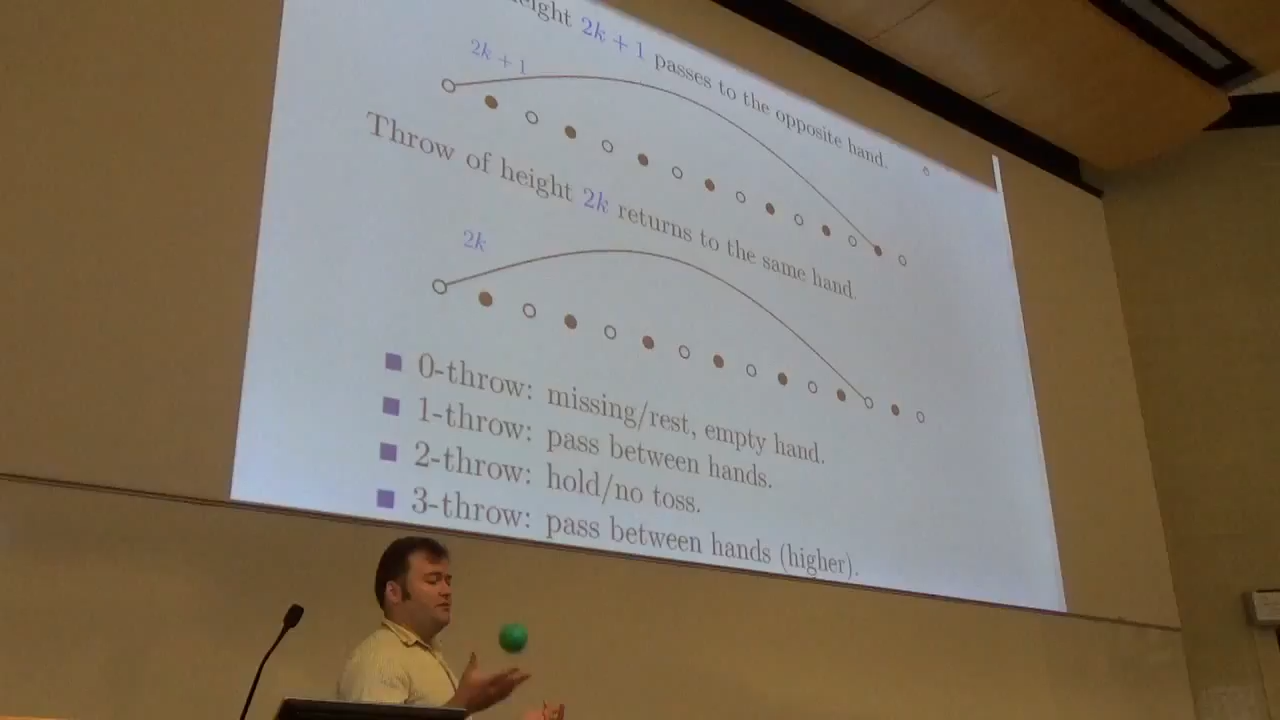 2k + 1 passes to the opposite hand.
2k + 1
Throw of height 2k returns to the same hand.
2k
0-throw: missing/rest, empty hand.
1-throw: pass between hands.
2-throw: hold/no toss.
3-throw: pass between hands (higher).